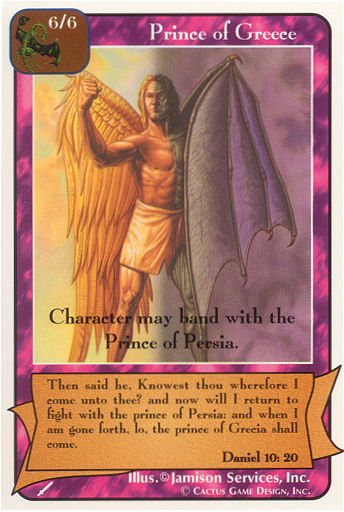 6/6
Prince of Greece
Character may band with the
Prince of Persia.
Then said he, Knowest thou wherefore I
come unto thee? and now will I return to
fight with the prince of Persia: and when I
am gone forth, lo, the prince of Grecia shall
come.
Daniel 10: 20
Illus.©Jamison Services, Inc.
© CACTUS GAME DESIGN, INC.